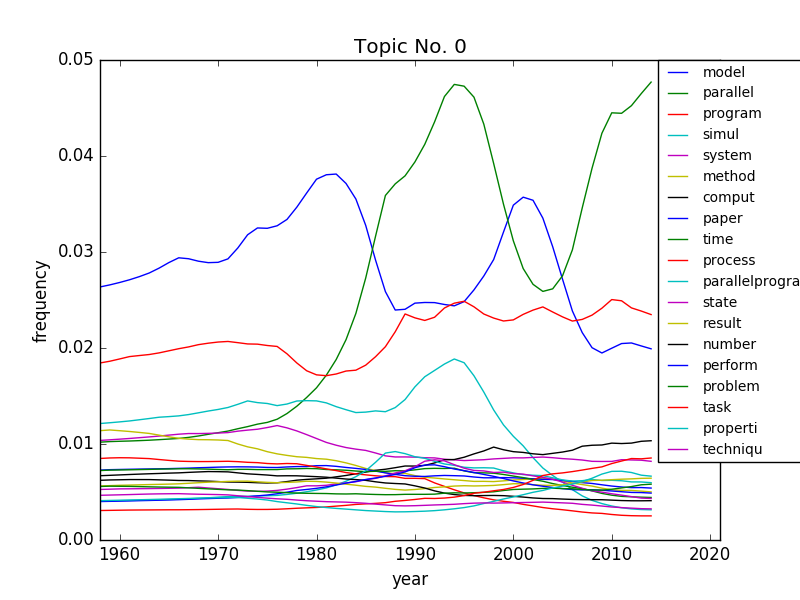 Topic No. 0
0.05
0.04
0.03
0.02
0.01
0.00
frequency
1960
1970
1980
1990
2000
2010
2020
year
model
parallel
program
simul
system
method
comput
paper
time
process
parallelprogra
state
result
number
perform
problem
task
properti
techniqu